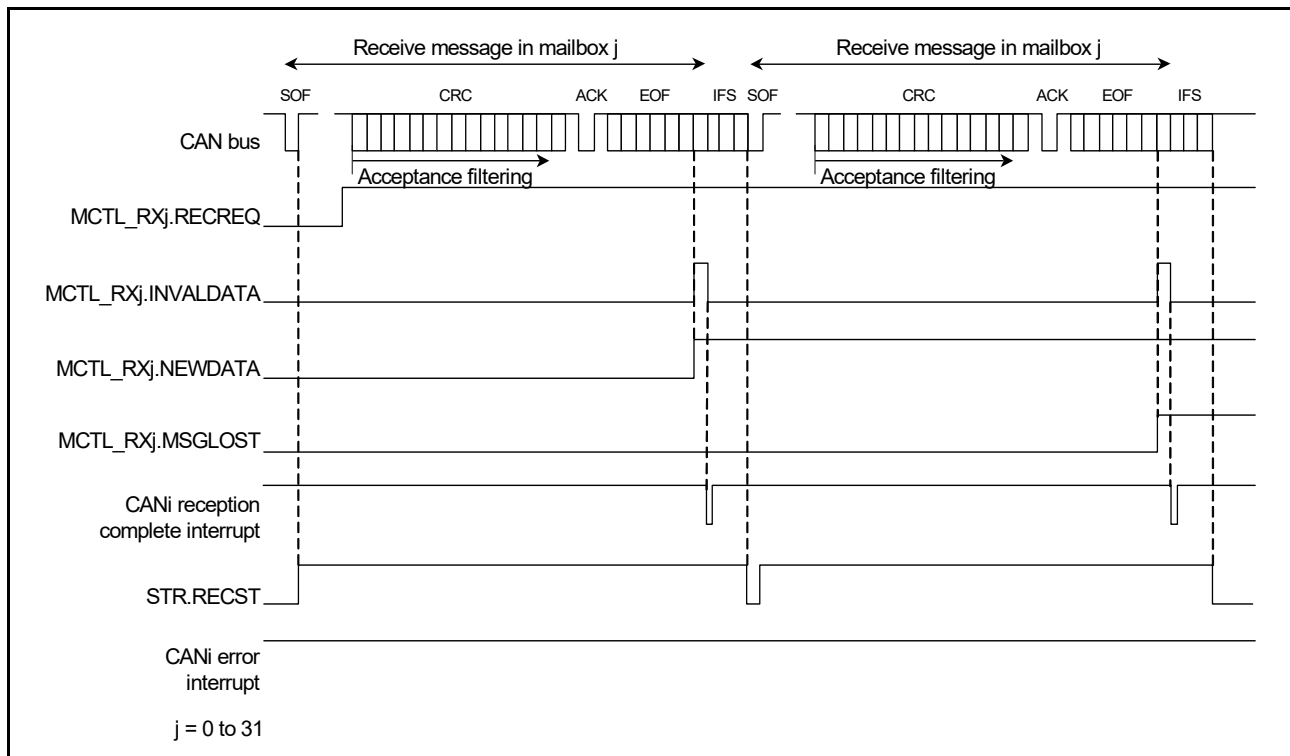 Receive message in mailbox j Receive message in mailbox j
SOF CRC ACK EOF IFS SOF CRC ACK EOF IFS
CAN bus
Acceptance filtering Acceptance filtering
MCTL_RXj.RECREQ
MCTL_RXj.INVALDATA
MCTL_RXj.NEWDATA
MCTL_RXj.MSGLOST
CANi reception
complete interrupt
STR.RECST
CANi error
interrupt
j = 0 to 31